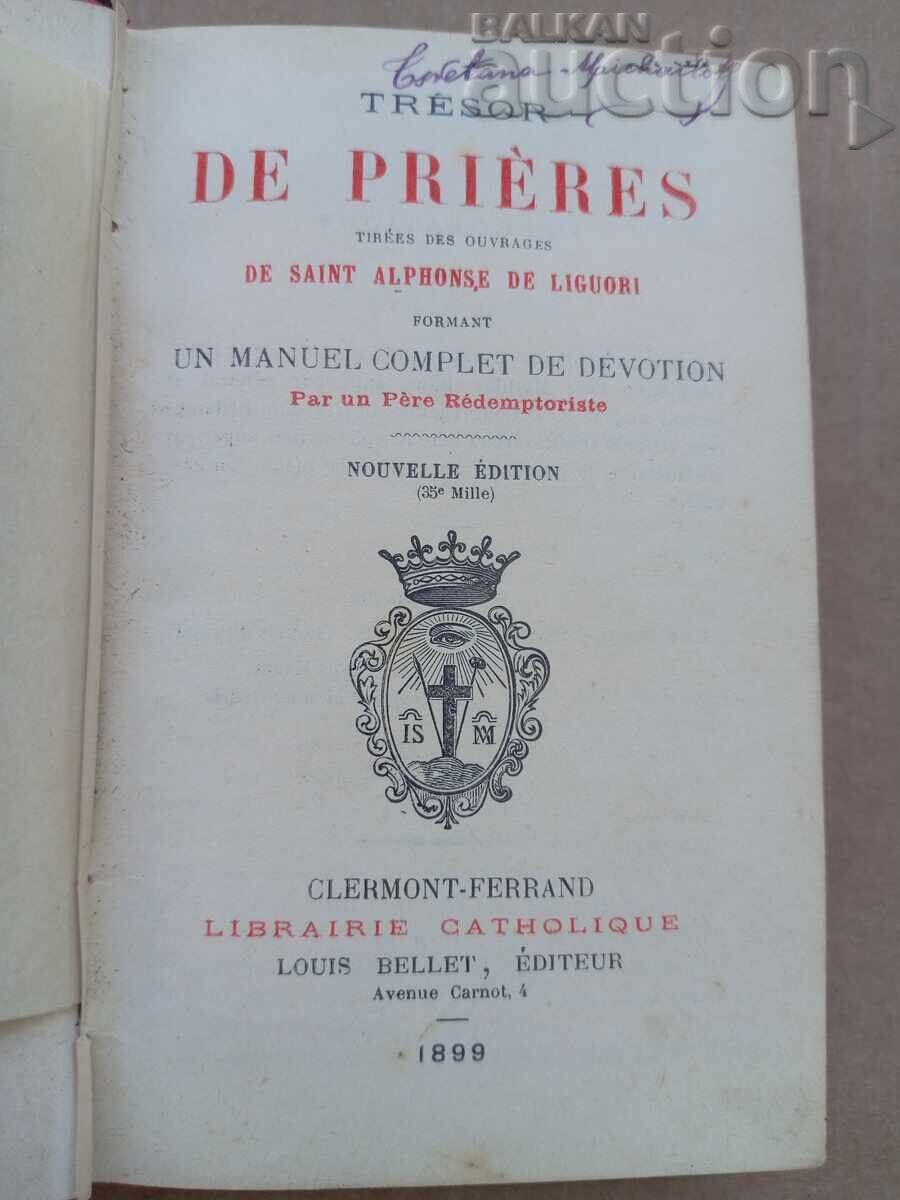 BALKAN
auction
Tsvetana
TRÉSOR
DE PRIÈRES
TIRÉES DES OUVRAGES
DE SAINT ALPHONSE DE LIGUORI
FORMANT
UN MANUEL COMPLET DE DÉVOTION
Par un Père Rédemptoriste
NOUVELLE ÉDITION
(35e Mille)
IS M
CLERMONT-FERRAND
LIBRAIRIE CATHOLIQUE
LOUIS BELLET, ÉDITEUR
Avenue Carnot, 4
1899